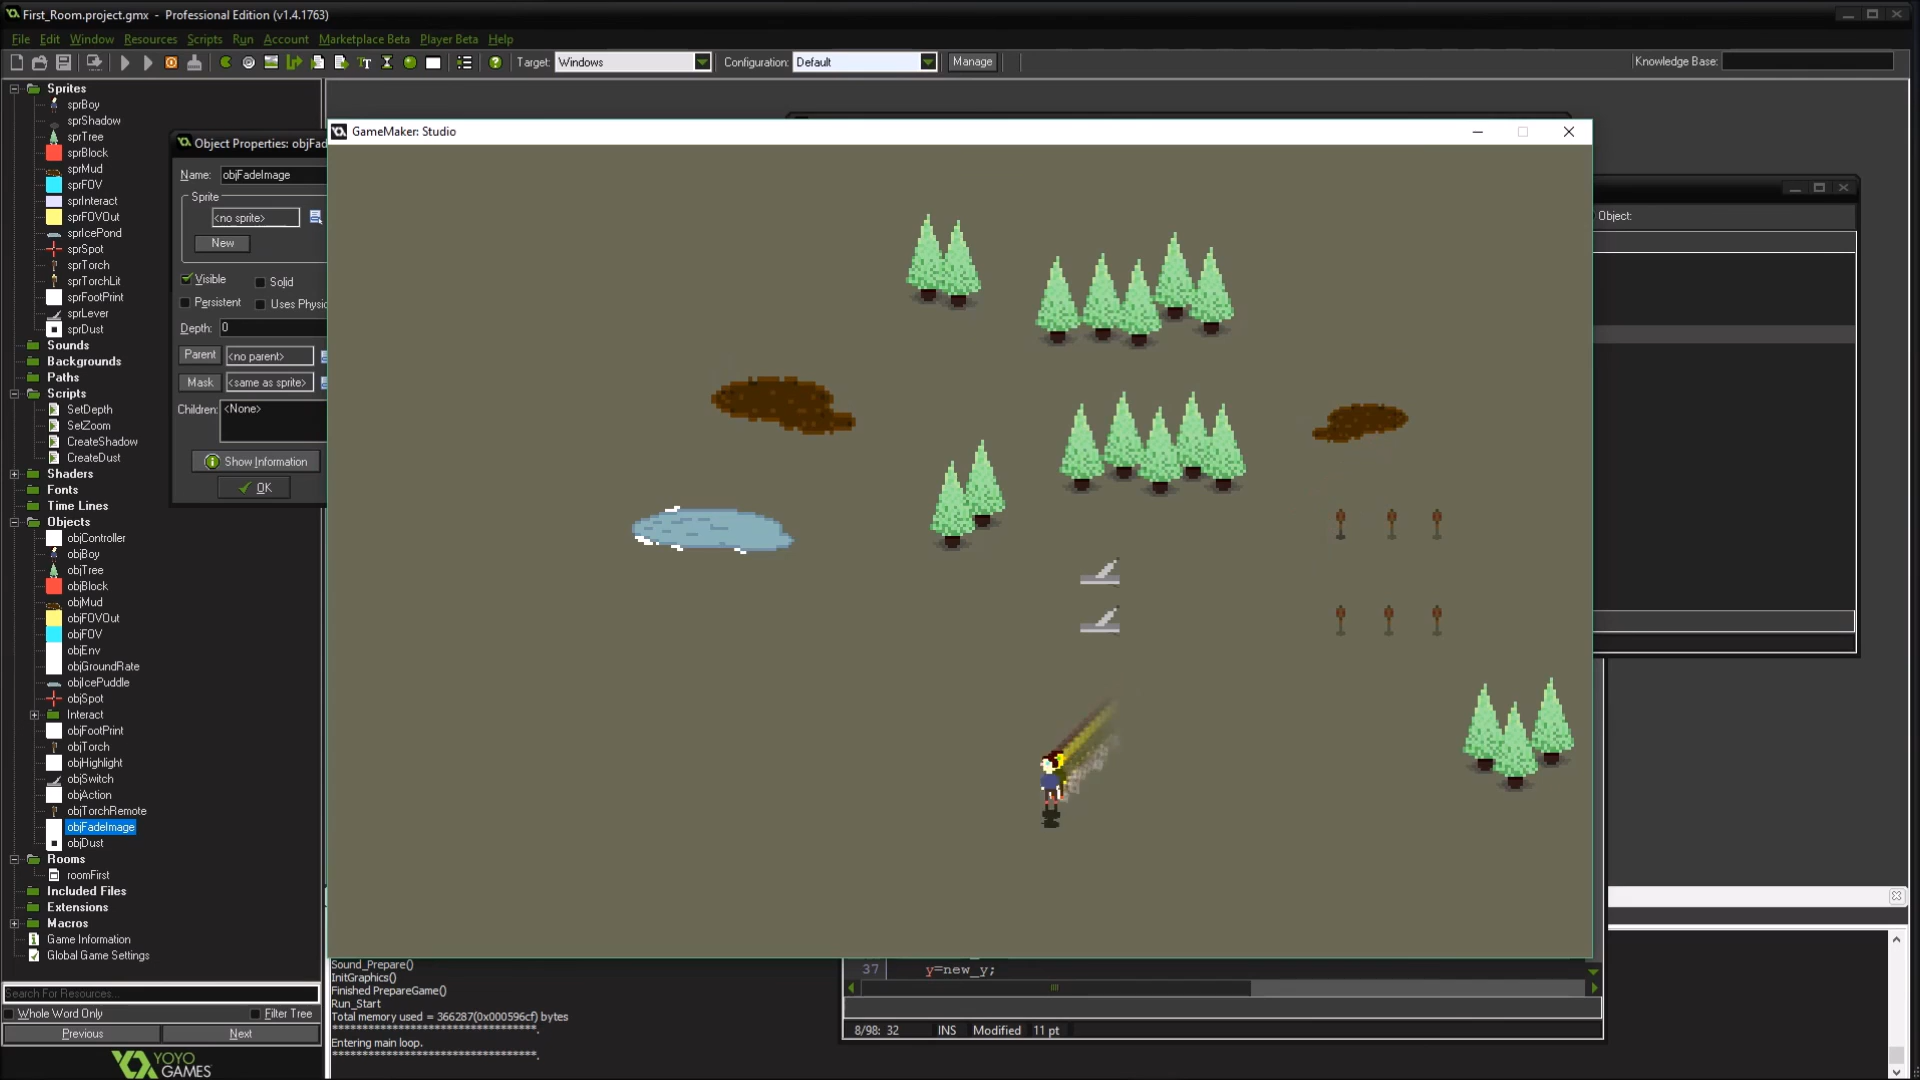 First_Room.project.gmx - Professional Edition (v1.4.1763)
File Edit Window Resources Scripts Run Account Marketplace Beta Player Beta Help
Target: Windows Configuration: Default Manage Knowledge Base:
Sprites
sprBoy
sprShadow
sprTree
sprBlock
sprMud
sprFOV
sprInteract
sprFOVOut
sprIcePond
sprSpot
sprTorch
sprTorchLit
sprFootPrint
sprLever
sprDust
Sounds
Backgrounds
Paths
Scripts
SetDepth
SetZoom
CreateShadow
CreateDust
Shaders
Fonts
Time Lines
Objects
objController
objBoy
objTree
objBlock
objMud
objFOVOut
objFOV
objEnv
objGroundRate
objIcePuddle
objSpot
Interact
objFootPrint
objTorch
objHighlight
objSwitch
objAction
objTorchRemote
objFadeImage
objDust
Rooms
roomFirst
Included Files
Extensions
Macros
Game Information
Global Game Settings
Search For Resources...
Whole Word Only Filter Tree
Previous Next
YOYO
GAMES
Object Properties: objFad
Name: objFadeImage
Sprite
<no sprite>
New
Visible Solid
Persistent Uses Physic
Depth: 0
Parent <no parent>
Mask <same as sprite>
Children: <None>
Show Information
OK
GameMaker: Studio
Object:
Sound_Prepare()
InitGraphics()
Finished PrepareGame()
Run_Start
Total memory used = 366287(0x000596cf) bytes
**********************************.
Entering main loop.
**********************************.
37 y=new_y;
8/98: 32 INS Modified 11 pt